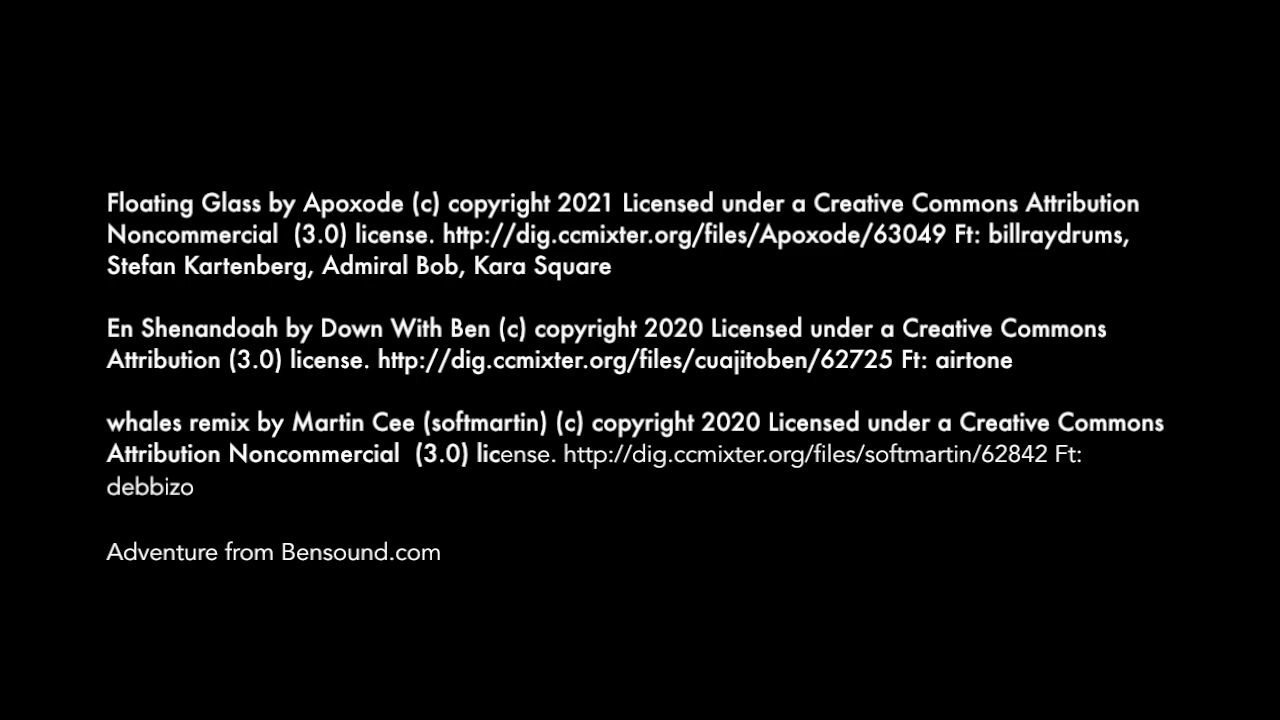 Floating Glass by Apoxode (c) copyright 2021 Licensed under a Creative Commons Attribution
Noncommercial  (3.0) license. http://dig.ccmixter.org/files/Apoxode/63049 Ft: billraydrums,
Stefan Kartenberg, Admiral Bob, Kara Square
En Shenandoah by Down With Ben (c) copyright 2020 Licensed under a Creative Commons
Attribution (3.0) license. http://dig.ccmixter.org/files/cuajitoben/62725 Ft: airtone
whales remix by Martin Cee (softmartin) (c) copyright 2020 Licensed under a Creative Commons
Attribution Noncommercial  (3.0) license. http://dig.ccmixter.org/files/softmartin/62842 Ft:
debbizo
Adventure from Bensound.com